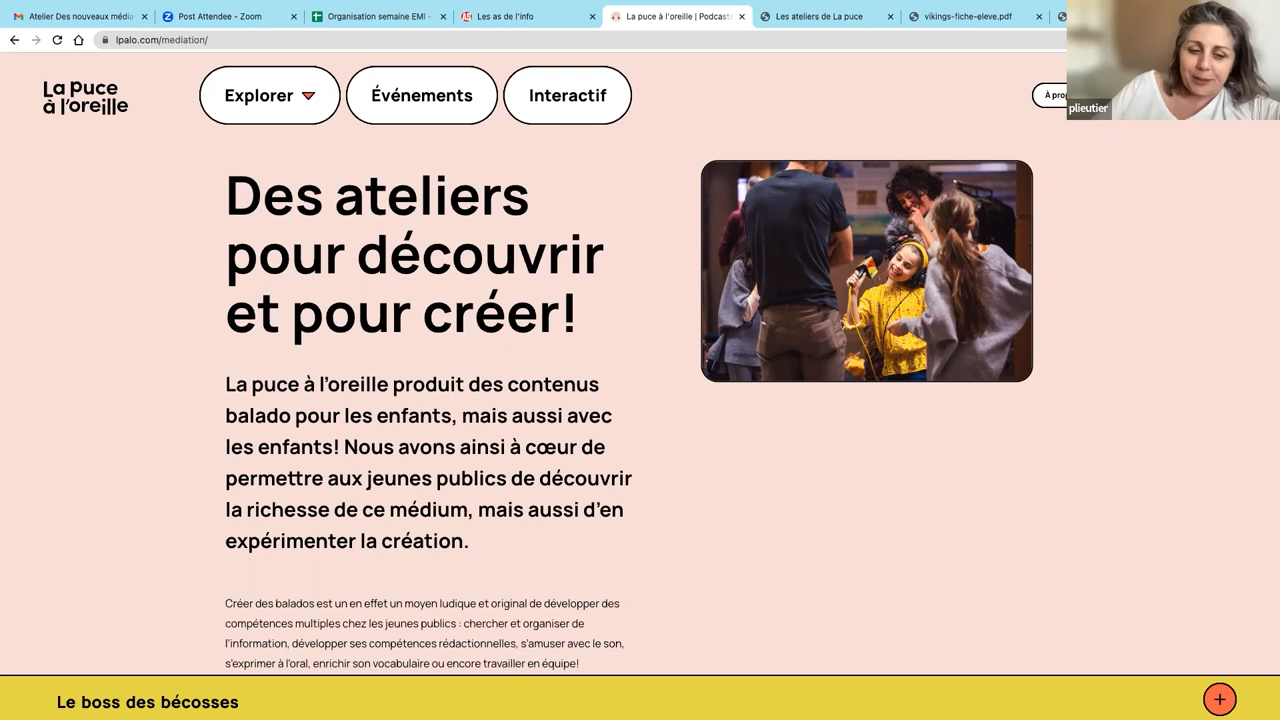 Atelier Des nouveaux média
Post Attendee - Zoom
Organisation semaine EMI -
Les as de l'info
La puce à l'oreille | Podcast
Les ateliers de La puce
vikings-fiche-eleve.pdf
lpalo.com/mediation/
La puce
à l'oreille
Explorer
Événements
Interactif
À pro
plieutier
Des ateliers
pour découvrir
et pour créer!
La puce à l'oreille produit des contenus
balado pour les enfants, mais aussi avec
les enfants! Nous avons ainsi à cœur de
permettre aux jeunes publics de découvrir
la richesse de ce médium, mais aussi d'en
expérimenter la création.
Créer des balados est un en effet un moyen ludique et original de développer des
compétences multiples chez les jeunes publics : chercher et organiser de
l'information, développer ses compétences rédactionnelles, s'amuser avec le son,
s'exprimer à l'oral, enrichir son vocabulaire ou encore travailler en équipe!
Le boss des bécosses